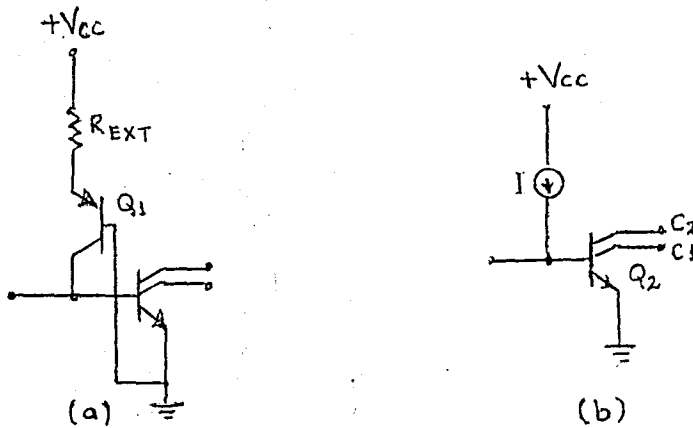 +Vcc
REXT
Q1
(a)
+Vcc
I
C2
C1
Q2
(b)